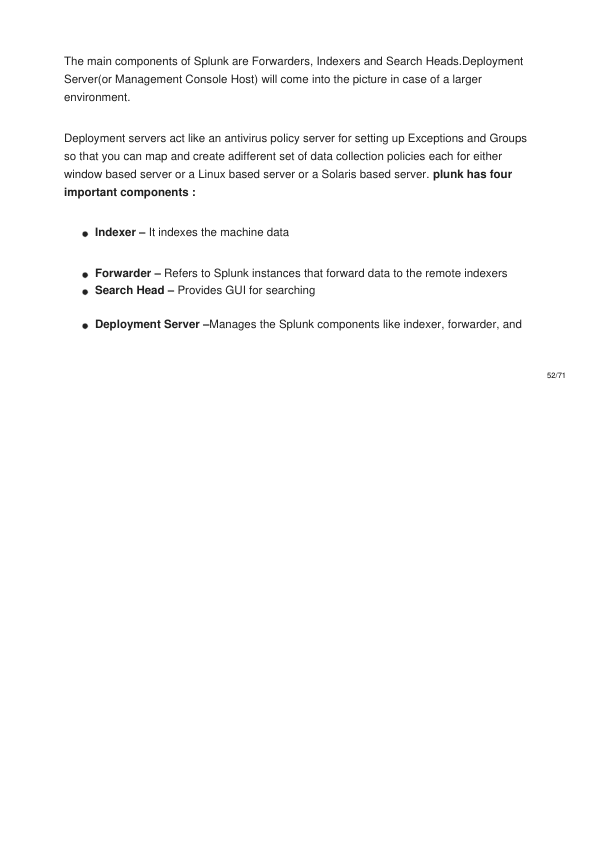 The main components of Splunk are Forwarders, Indexers and Search Heads.Deployment
Server(or Management Console Host) will come into the picture in case of a larger
environment.
Deployment servers act like an antivirus policy server for setting up Exceptions and Groups
so that you can map and create adifferent set of data collection policies each for either
window based server or a Linux based server or a Solaris based server. plunk has four
important components :
● Indexer – It indexes the machine data
● Forwarder – Refers to Splunk instances that forward data to the remote indexers
● Search Head – Provides GUI for searching
● Deployment Server –Manages the Splunk components like indexer, forwarder, and
52/71